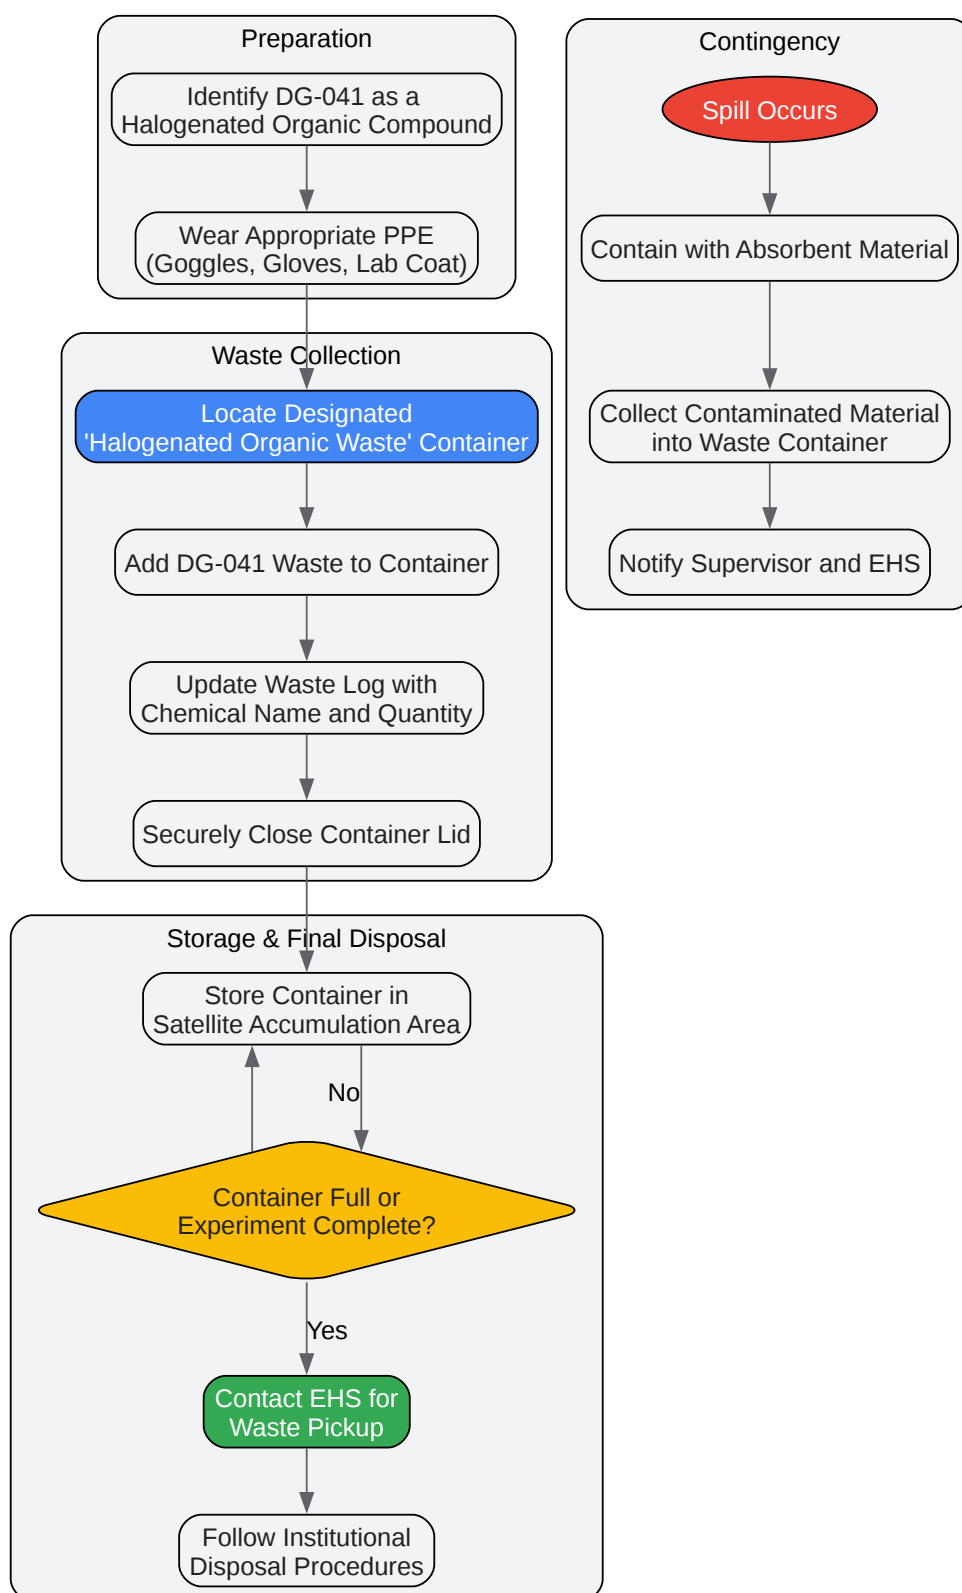 Preparation
Identify DG-041 as a
Halogenated Organic Compound
Wear Appropriate PPE
(Goggles, Gloves, Lab Coat)
Waste Collection
Locate Designated
'Halogenated Organic Waste' Container
Add DG-041 Waste to Container
Update Waste Log with
Chemical Name and Quantity
Securely Close Container Lid
Storage & Final Disposal
Store Container in
Satellite Accumulation Area
No
Container Full or
Experiment Complete?
Yes
Contact EHS for
Waste Pickup
Follow Institutional
Disposal Procedures
Contingency
Spill Occurs
Contain with Absorbent Material
Collect Contaminated Material
into Waste Container
Notify Supervisor and EHS